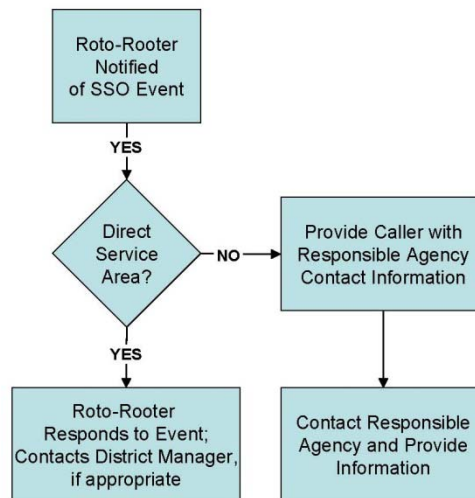 Roto-Rooter
Notified
of SSO Event
YES
Direct
Service
Area?
NO
Provide Caller with
Responsible Agency
Contact Information
YES
Roto-Rooter
Responds to Event;
Contacts District Manager,
if appropriate
Contact Responsible
Agency and Provide
Information